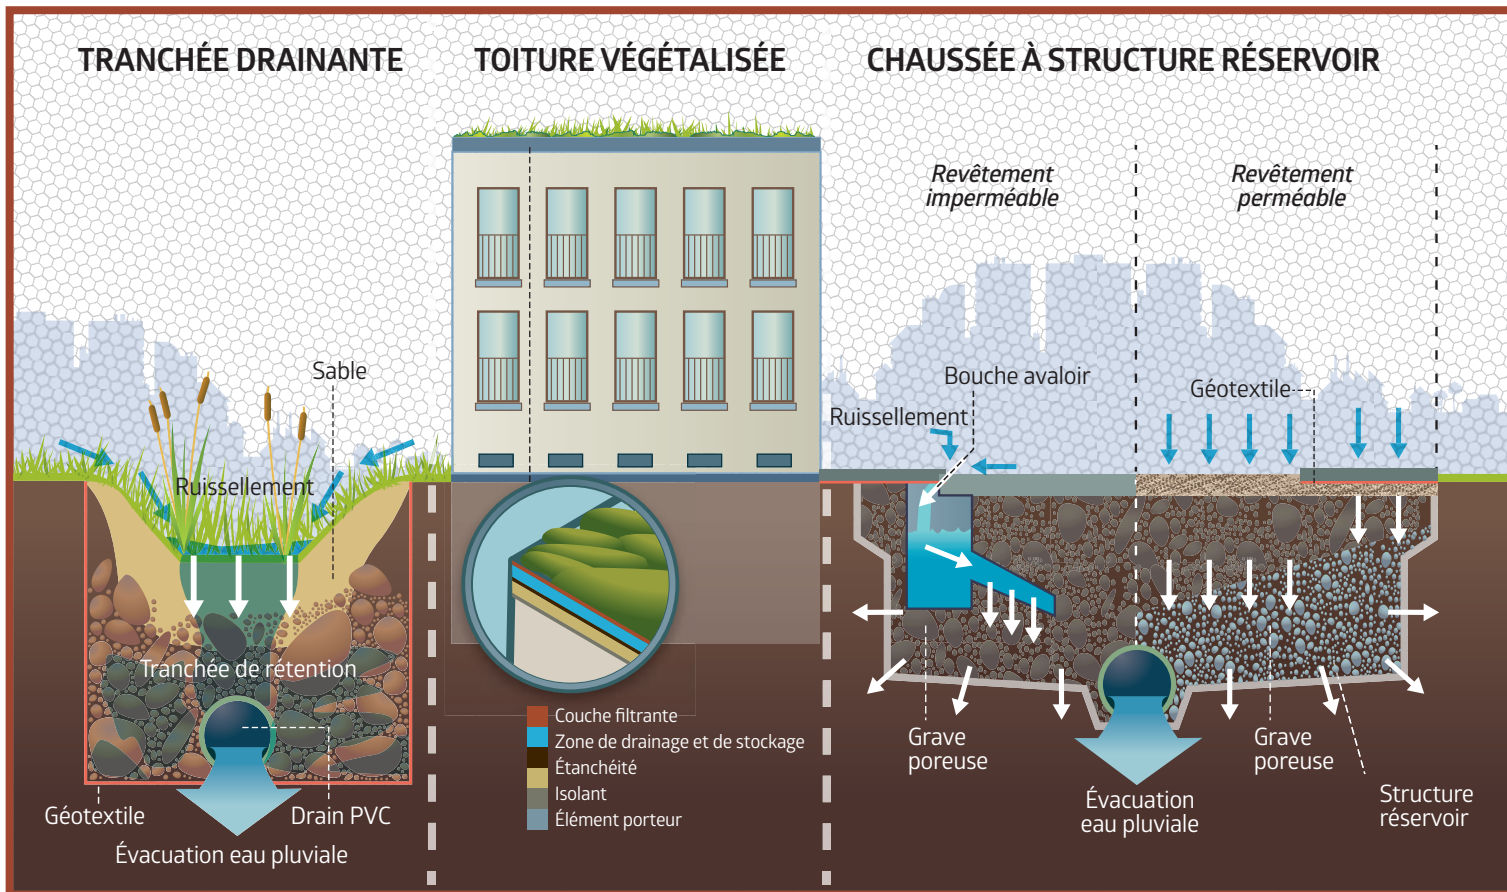 TRANCHÉE DRAINANTE
Sable
Ruissellement
Tranchée de rétention
Géotextile
Drain PVC
Évacuation eau pluviale
TOITURE VÉGÉTALISÉE
Couche filtrante
Zone de drainage et de stockage
Étanchéité
Isolant
Élément porteur
CHAUSSÉE À STRUCTURE RÉSERVOIR
Revêtement
imperméable
Revêtement
perméable
Bouche avaloir
Géotextile
Ruissellement
Grave
poreuse
Grave
poreuse
Évacuation
eau pluviale
Structure
réservoir